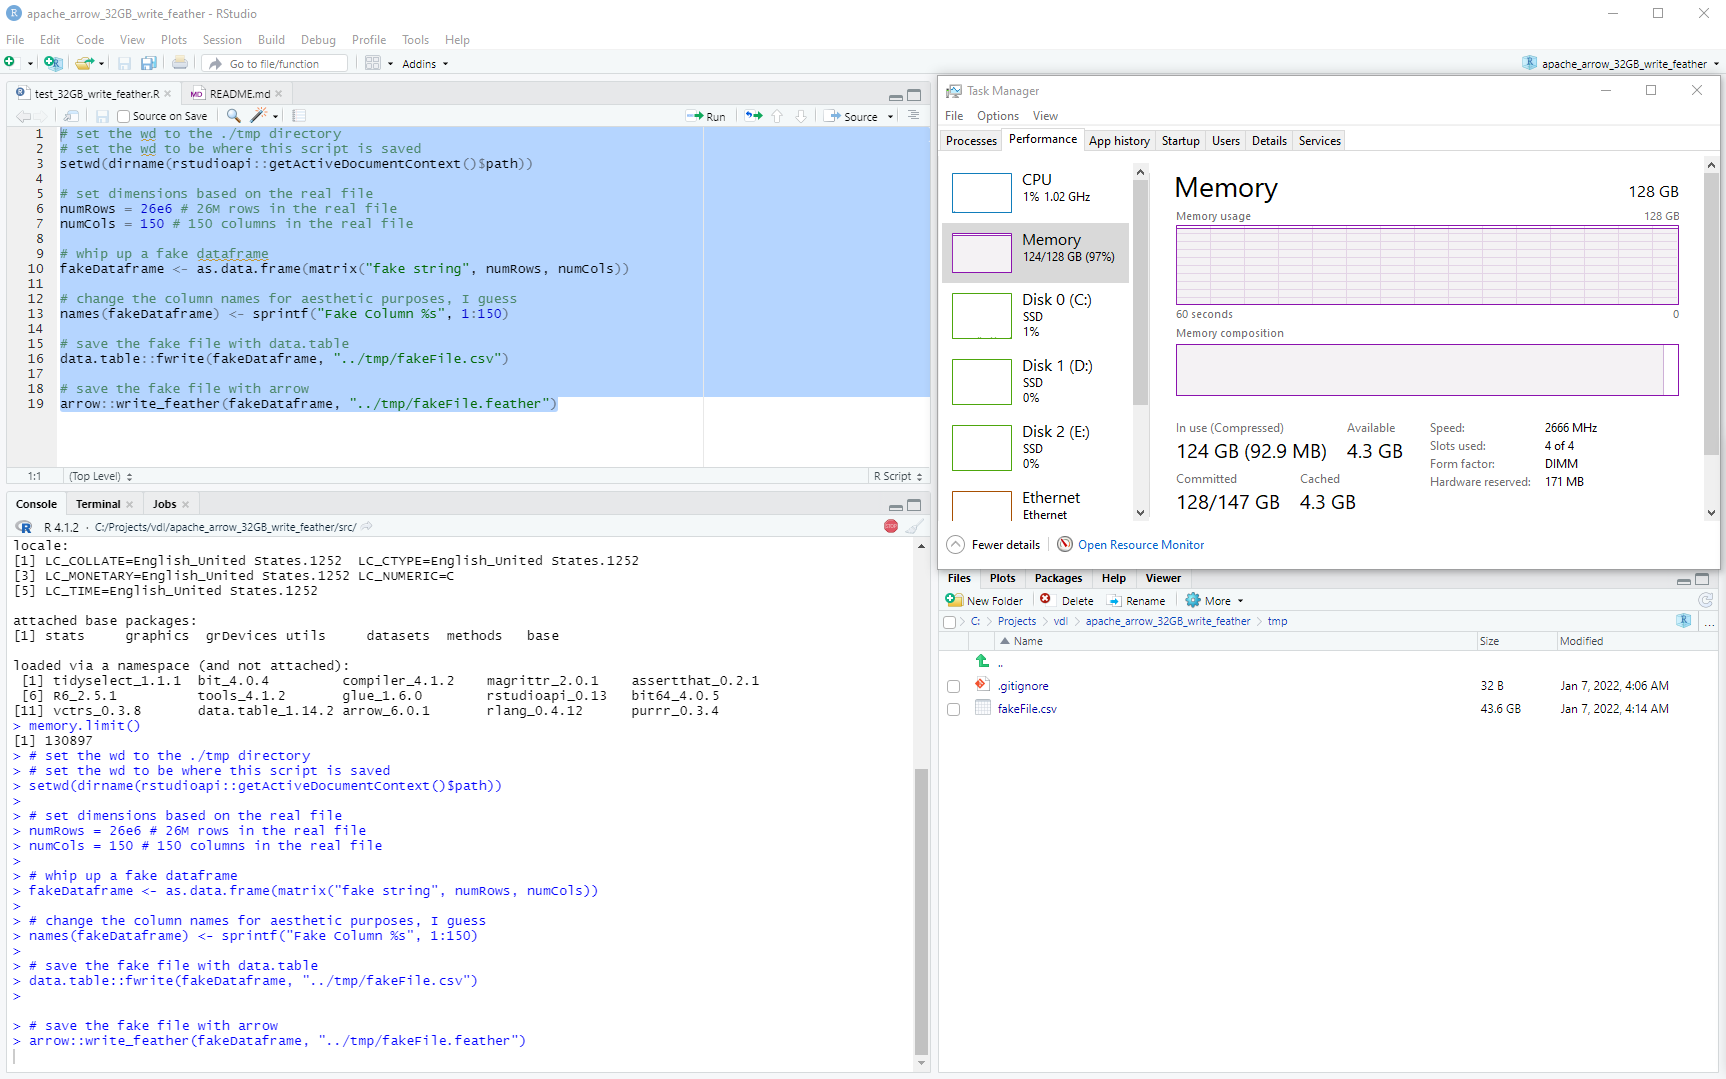 apache_arrow_32GB_write_feather - RStudio
File Edit Code View Plots Session Build Debug Profile Tools Help
Go to file/function Addins
apache_arrow_32GB_write_feather
test_32GB_write_feather.R README.md
Source on Save Run Source
1 # set the wd to the ./tmp directory
2 # set the wd to be where this script is saved
3 setwd(dirname(rstudioapi::getActiveDocumentContext()$path))
4
5 # set dimensions based on the real file
6 numRows = 26e6 # 26M rows in the real file
7 numCols = 150 # 150 columns in the real file
8
9 # whip up a fake dataframe
10 fakeDataframe <- as.data.frame(matrix("fake string", numRows, numCols))
11
12 # change the column names for aesthetic purposes, I guess
13 names(fakeDataframe) <- sprintf("Fake Column %s", 1:150)
14
15 # save the fake file with data.table
16 data.table::fwrite(fakeDataframe, "../tmp/fakeFile.csv")
17
18 # save the fake file with arrow
19 arrow::write_feather(fakeDataframe, "../tmp/fakeFile.feather")
1:1 (Top Level) R Script
Console Terminal Jobs
R 4.1.2 · C:/Projects/vdl/apache_arrow_32GB_write_feather/src/
STOP
locale:
[1] LC_COLLATE=English_United States.1252  LC_CTYPE=English_United States.1252
[3] LC_MONETARY=English_United States.1252 LC_NUMERIC=C
[5] LC_TIME=English_United States.1252
attached base packages:
[1] stats     graphics  grDevices utils     datasets  methods   base
loaded via a namespace (and not attached):
[1] tidyselect_1.1.1  bit_4.0.4         compiler_4.1.2    magrittr_2.0.1    assertthat_0.2.1
[6] R6_2.5.1          tools_4.1.2       glue_1.6.0        rstudioapi_0.13   bit64_4.0.5
[11] vctrs_0.3.8       data.table_1.14.2 arrow_6.0.1       rlang_0.4.12      purrr_0.3.4
> memory.limit()
[1] 130897
> # set the wd to the ./tmp directory
> # set the wd to be where this script is saved
> setwd(dirname(rstudioapi::getActiveDocumentContext()$path))
>
> # set dimensions based on the real file
> numRows = 26e6 # 26M rows in the real file
> numCols = 150 # 150 columns in the real file
>
> # whip up a fake dataframe
> fakeDataframe <- as.data.frame(matrix("fake string", numRows, numCols))
>
> # change the column names for aesthetic purposes, I guess
> names(fakeDataframe) <- sprintf("Fake Column %s", 1:150)
>
> # save the fake file with data.table
> data.table::fwrite(fakeDataframe, "../tmp/fakeFile.csv")
>
> # save the fake file with arrow
> arrow::write_feather(fakeDataframe, "../tmp/fakeFile.feather")
Task Manager
File Options View
Processes Performance App history Startup Users Details Services
CPU
1% 1.02 GHz
Memory
124/128 GB (97%)
Disk 0 (C:)
SSD
1%
Disk 1 (D:)
SSD
0%
Disk 2 (E:)
SSD
0%
Ethernet
Ethernet
Memory 128 GB
Memory usage 128 GB
60 seconds 0
Memory composition
In use (Compressed) Available
124 GB (92.9 MB) 4.3 GB
Committed Cached
128/147 GB 4.3 GB
Speed: 2666 MHz
Slots used: 4 of 4
Form factor: DIMM
Hardware reserved: 171 MB
Fewer details Open Resource Monitor
Files Plots Packages Help Viewer
New Folder Delete Rename More
C: Projects vdl apache_arrow_32GB_write_feather tmp ...
Name Size Modified
..
.gitignore 32 B Jan 7, 2022, 4:06 AM
fakeFile.csv 43.6 GB Jan 7, 2022, 4:14 AM